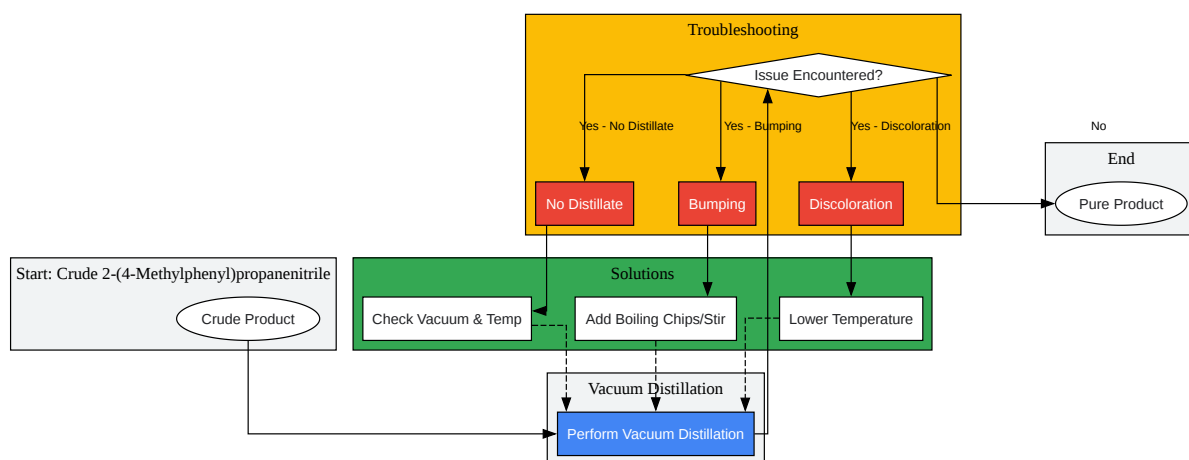 Troubleshooting
Issue Encountered?
Yes - No Distillate
Yes - Bumping
Yes - Discoloration
No
End
No Distillate
Bumping
Discoloration
Pure Product
Start: Crude 2-(4-Methylphenyl)propanenitrile
Solutions
Crude Product
Check Vacuum & Temp
Add Boiling Chips/Stir
Lower Temperature
Vacuum Distillation
Perform Vacuum Distillation